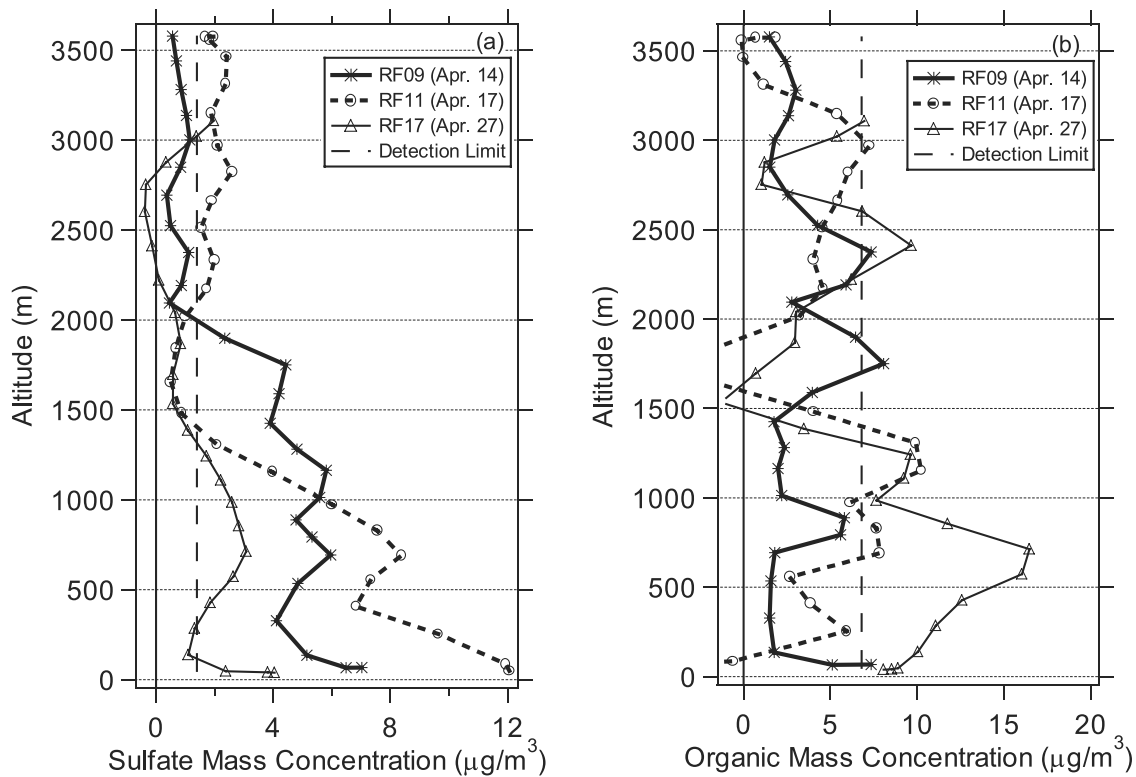 (a)
RF09 (Apr. 14)
RF11 (Apr. 17)
RF17 (Apr. 27)
Detection Limit
3500
3000
2500
2000
1500
1000
500
0
Altitude (m)
0 4 8 12
Sulfate Mass Concentration (μg/m³)
(b)
RF09 (Apr. 14)
RF11 (Apr. 17)
RF17 (Apr. 27)
Detection Limit
3500
3000
2500
2000
1500
1000
500
0
Altitude (m)
0 5 10 15 20
Organic Mass Concentration (μg/m³)